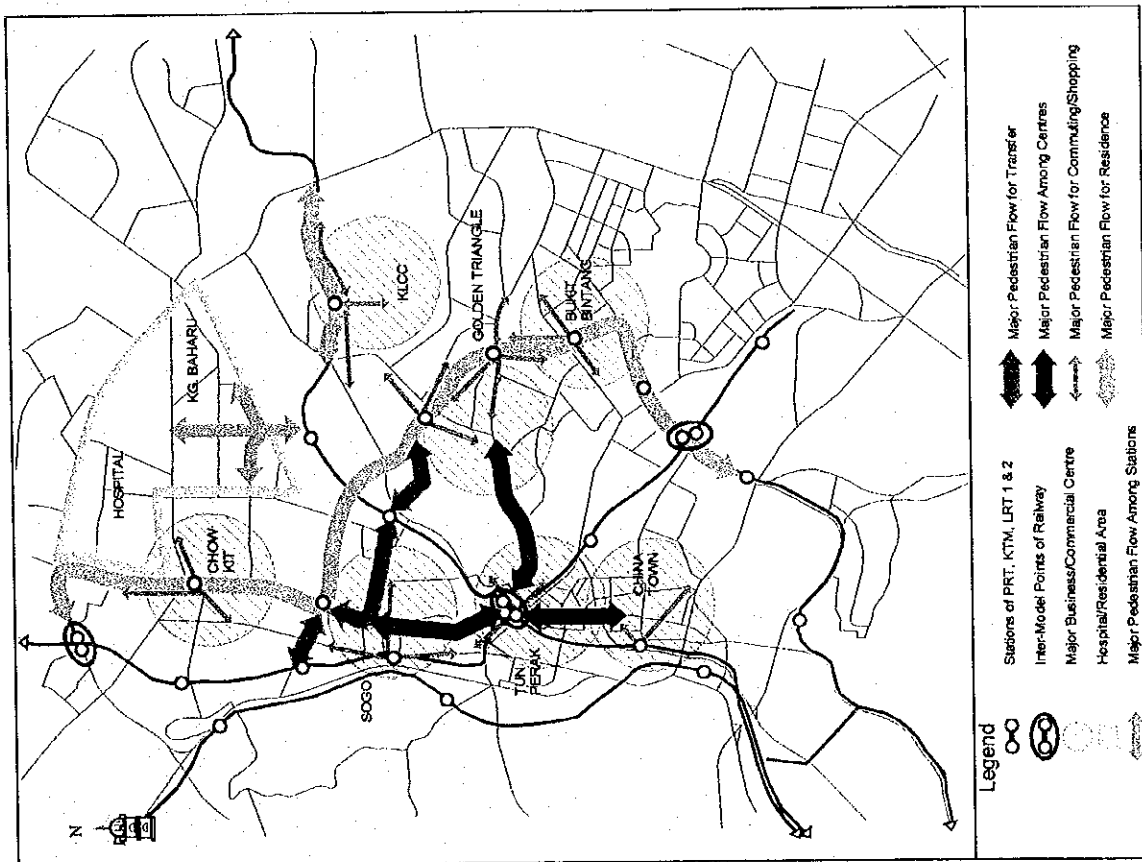 N
HOSPITAL
KG. BAHARU
CHOW
KIT
KLCC
GOLDEN TRIANGLE
SOGO
BUKIT
BINTANG
TUN
PERAK
CHINA
TOWN
Legend
Stations of PRT, KTM, LRT 1 & 2
Inter-Model Points of Railway
Major Business/Commercial Centre
Hospital/Residential Area
Major Pedestrian Flow Among Stations
Major Pedestrian Flow for Transfer
Major Pedestrian Flow Among Centres
Major Pedestrian Flow for Commuting/Shopping
Major Pedestrian Flow for Residence